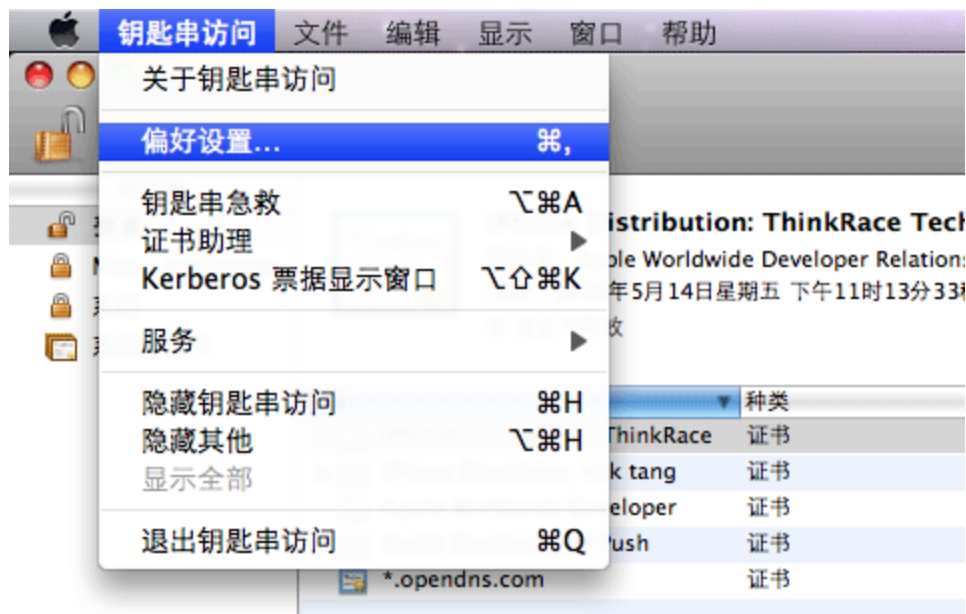 钥匙串访问 文件 编辑 显示 窗口 帮助
关于钥匙串访问
偏好设置... ⌘,
钥匙串急救 ⌥⌘A
证书助理
Kerberos 票据显示窗口 ⌥⇧⌘K
服务
隐藏钥匙串访问 ⌘H
隐藏其他 ⌥⌘H
显示全部
退出钥匙串访问 ⌘Q
istribution: ThinkRace Tech
ple Worldwide Developer Relation
年5月14日星期五 下午11时13分33
效
种类
ThinkRace 证书
k tang 证书
eloper 证书
Push 证书
*.opendns.com 证书